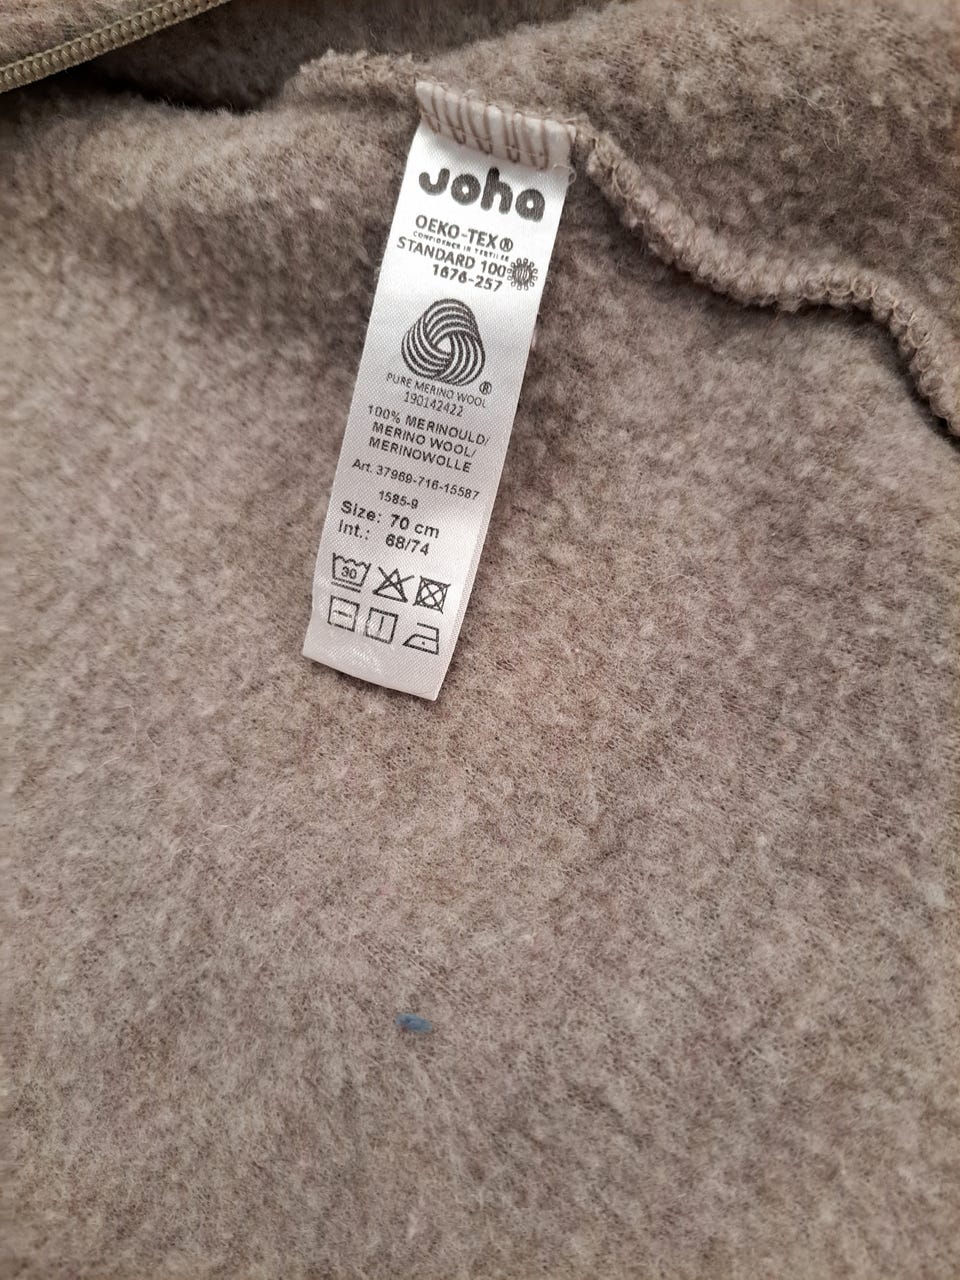 Joha
OEKO-TEX®
CONFIDENCE IN TEXTILES
STANDARD 100
1676-257
PURE MERINO WOOL ®
190142422
100% MERINOULD/
MERINO WOOL/
MERINOWOLLE
Art. 37969-716-15587
1585-9
Size: 70 cm
Int.: 68/74
30